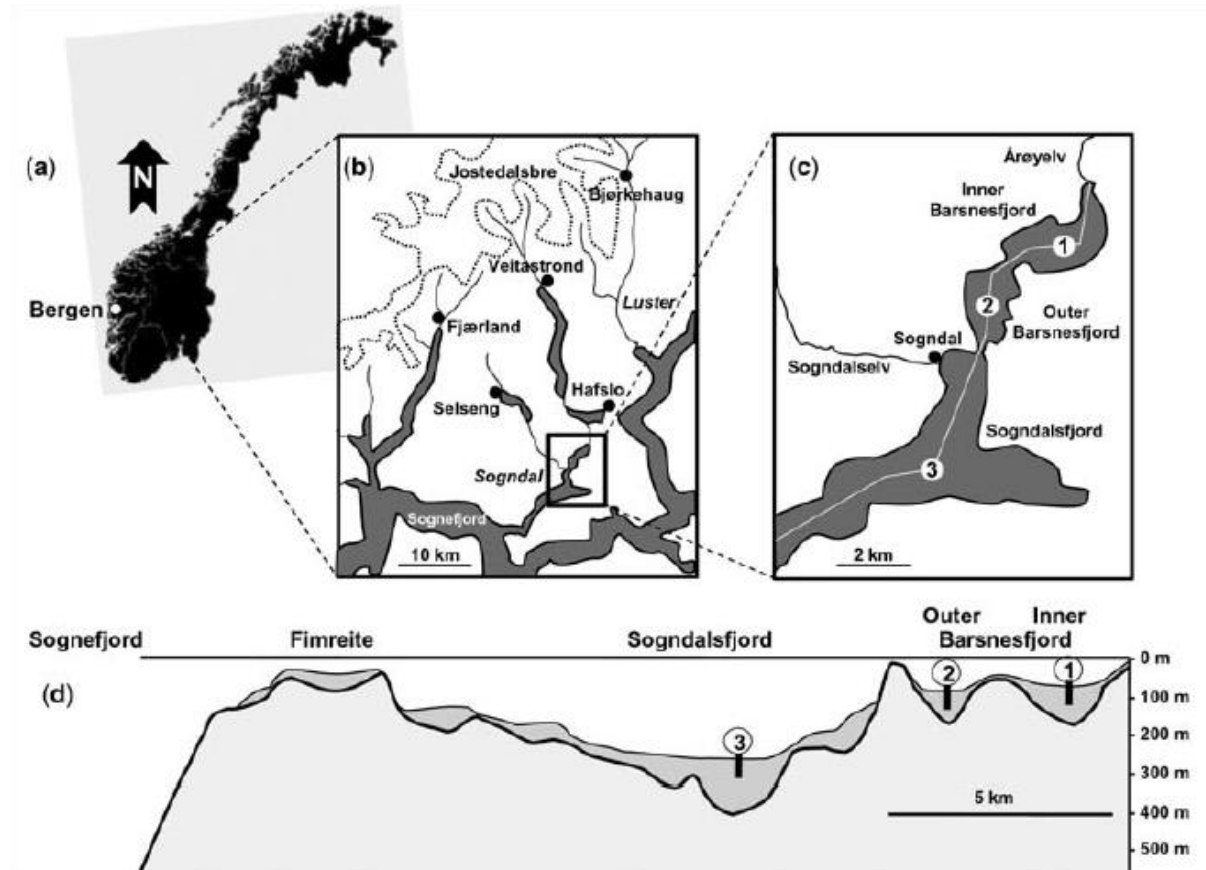 (a)
N
Bergen
(b)
Jostedalsbre
Bjørkehaug
Veitastrond
Luster
Fjærland
Hafslo
Selseng
Sogndal
Sognefjord
10 km
(c)
Årøyelv
Inner
Barsnesfjord
1
2
Outer
Barsnesfjord
Sogndal
Sogndalselv
Sogndalsfjord
3
2 km
Sognefjord
Fimreite
Sogndalsfjord
Outer Inner
Barsnesfjord
(d)
3
2
1
0 m
100 m
200 m
300 m
400 m
500 m
5 km